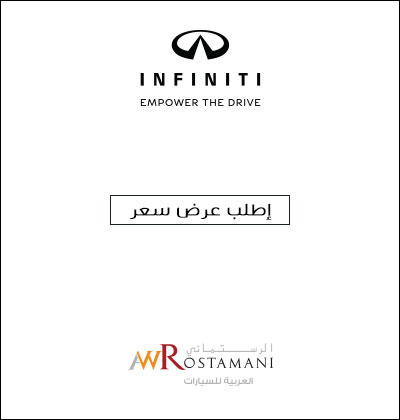 INFINITI
EMPOWER THE DRIVE
إطلب عرض سعر
الرستماني
AWROSTAMANI
العربية للسيارات